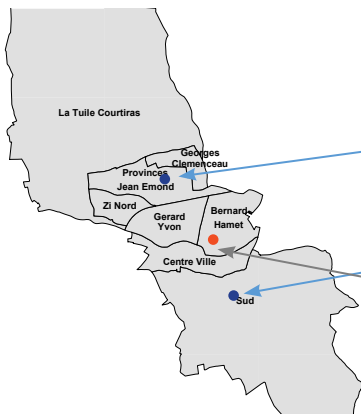 La Tuile Courtiras
Georges
Clemenceau
Provinces
Jean Emond
Zi Nord
Gerard
Yvon
Bernard
Hamet
Centre Ville
Sud